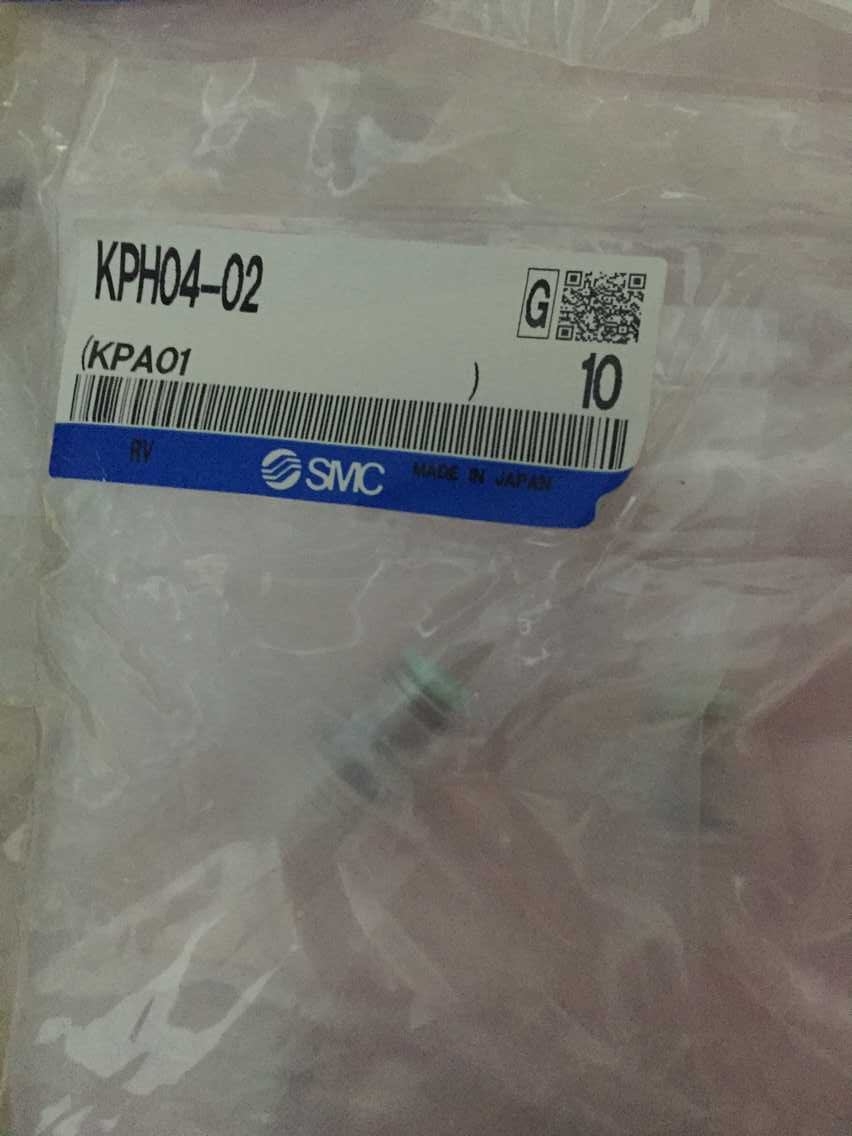 KPH04-02
G
(KPA01 )
10
RV
SMC
MADE IN JAPAN